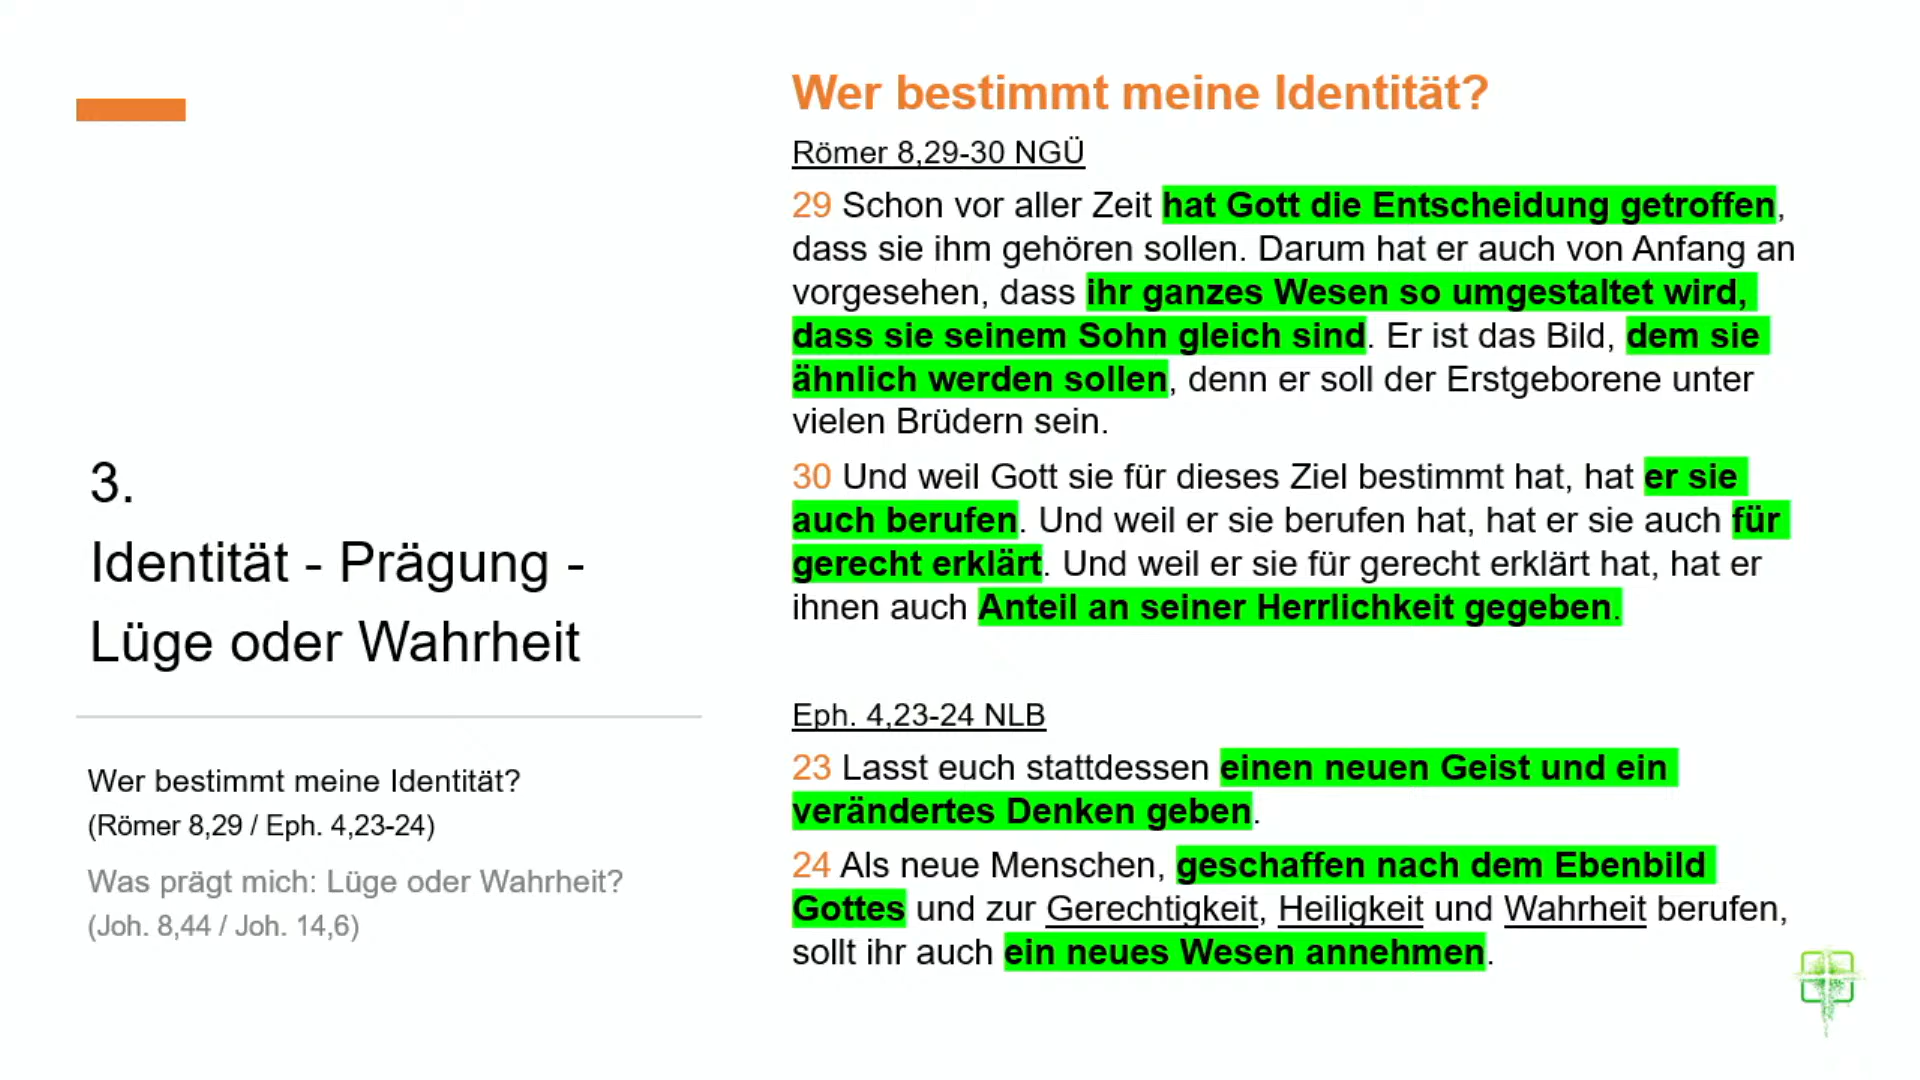 3.
Identität - Prägung -
Lüge oder Wahrheit
Wer bestimmt meine Identität?
(Römer 8,29 / Eph. 4,23-24)
Was prägt mich: Lüge oder Wahrheit?
(Joh. 8,44 / Joh. 14,6)
Wer bestimmt meine Identität?
Römer 8,29-30 NGÜ
29 Schon vor aller Zeit hat Gott die Entscheidung getroffen,
dass sie ihm gehören sollen. Darum hat er auch von Anfang an
vorgesehen, dass ihr ganzes Wesen so umgestaltet wird,
dass sie seinem Sohn gleich sind. Er ist das Bild, dem sie
ähnlich werden sollen, denn er soll der Erstgeborene unter
vielen Brüdern sein.
30 Und weil Gott sie für dieses Ziel bestimmt hat, hat er sie
auch berufen. Und weil er sie berufen hat, hat er sie auch für
gerecht erklärt. Und weil er sie für gerecht erklärt hat, hat er
ihnen auch Anteil an seiner Herrlichkeit gegeben.
Eph. 4,23-24 NLB
23 Lasst euch stattdessen einen neuen Geist und ein
verändertes Denken geben.
24 Als neue Menschen, geschaffen nach dem Ebenbild
Gottes und zur Gerechtigkeit, Heiligkeit und Wahrheit berufen,
sollt ihr auch ein neues Wesen annehmen.